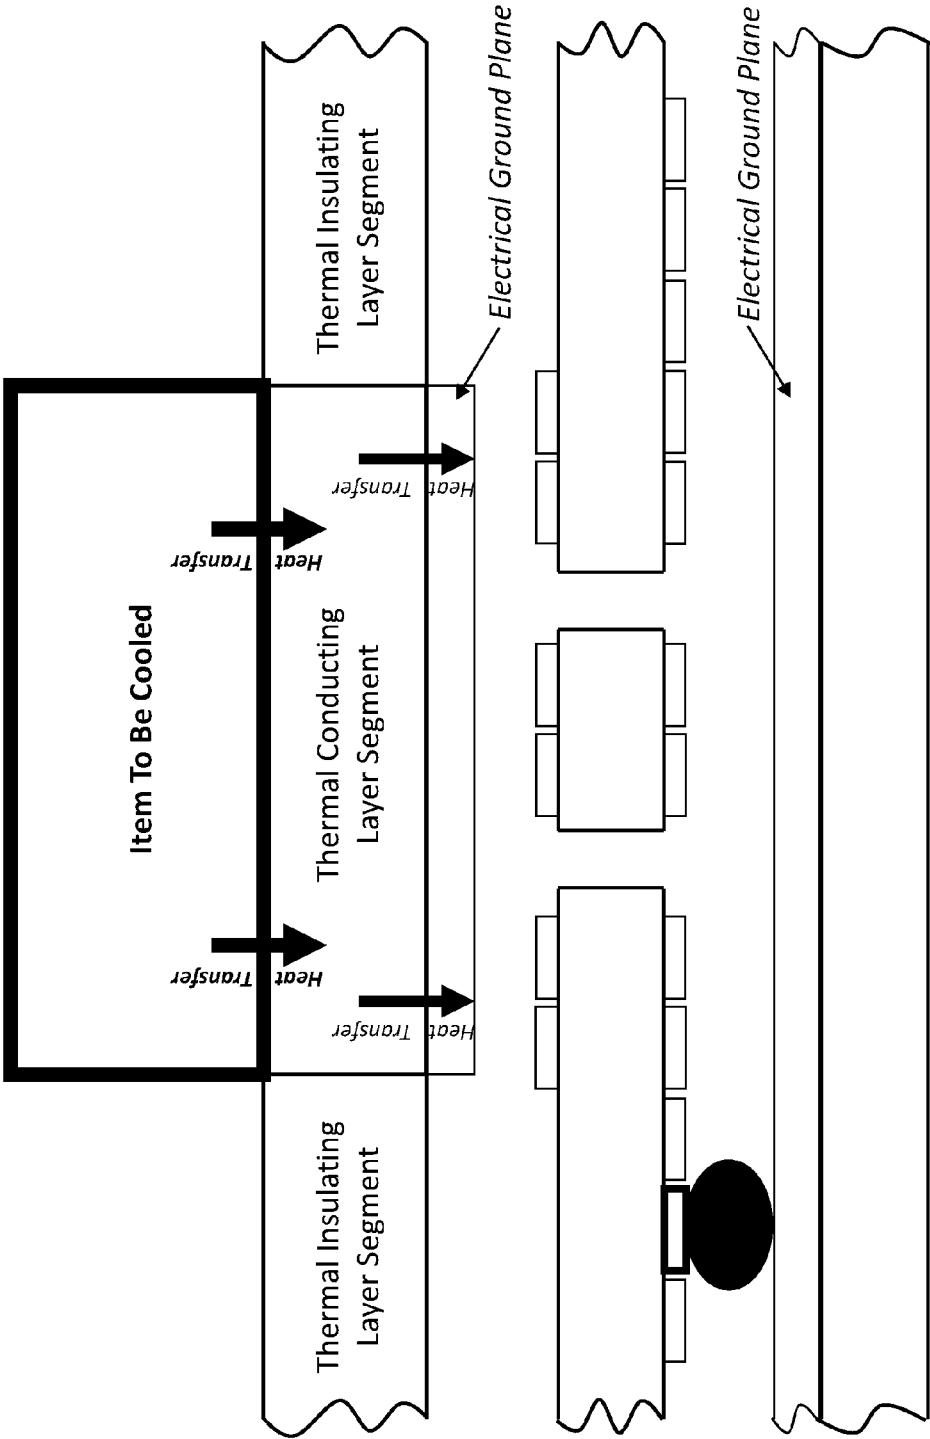 Item To Be Cooled
Thermal Insulating
Layer Segment
Thermal Conducting
Layer Segment
Thermal Insulating
Layer Segment
Heat Transfer
Heat Transfer
Heat Transfer
Heat Transfer
Electrical Ground Plane
Electrical Ground Plane